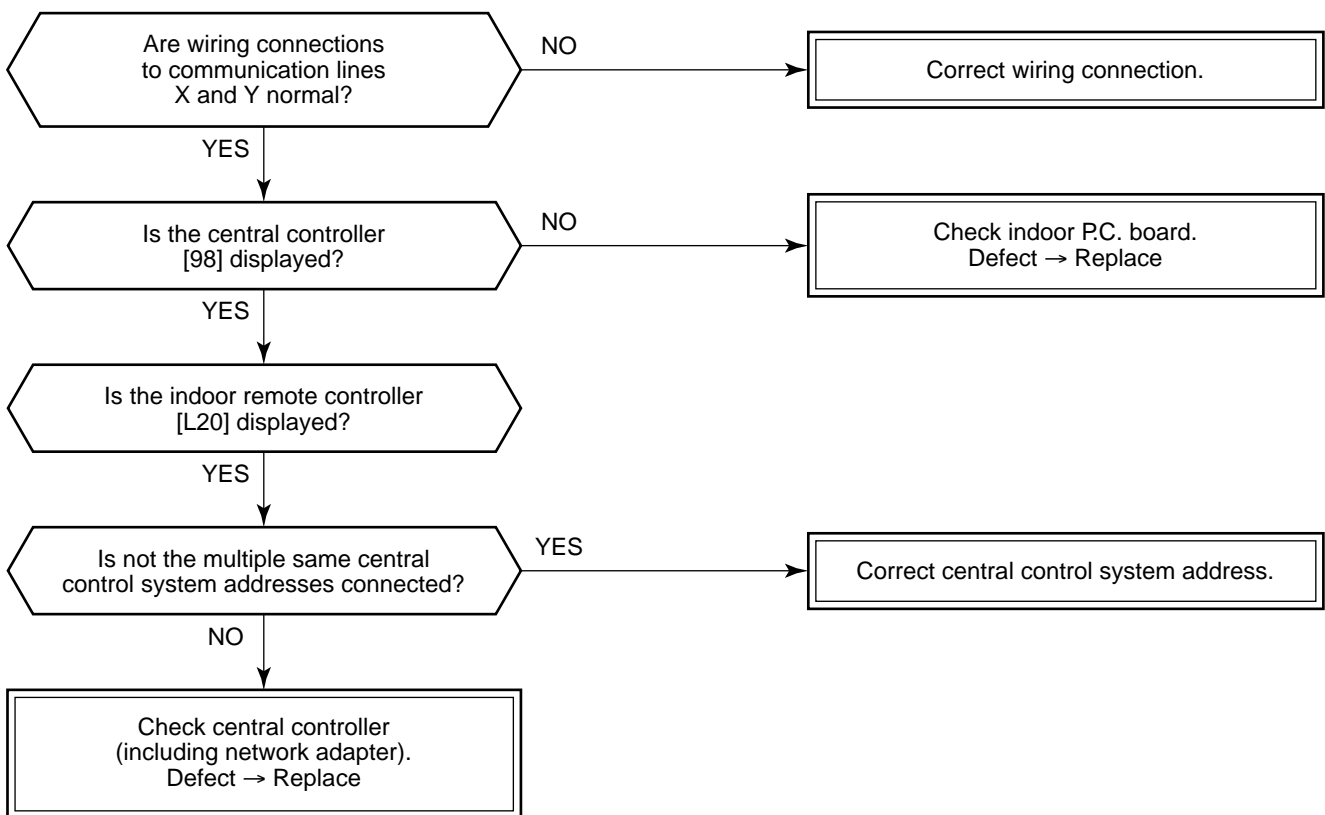 Are wiring connections
to communication lines
X and Y normal?
NO
Correct wiring connection.
YES
Is the central controller
[98] displayed?
NO
Check indoor P.C. board.
Defect → Replace
YES
Is the indoor remote controller
[L20] displayed?
YES
Is not the multiple same central
control system addresses connected?
YES
Correct central control system address.
NO
Check central controller
(including network adapter).
Defect → Replace